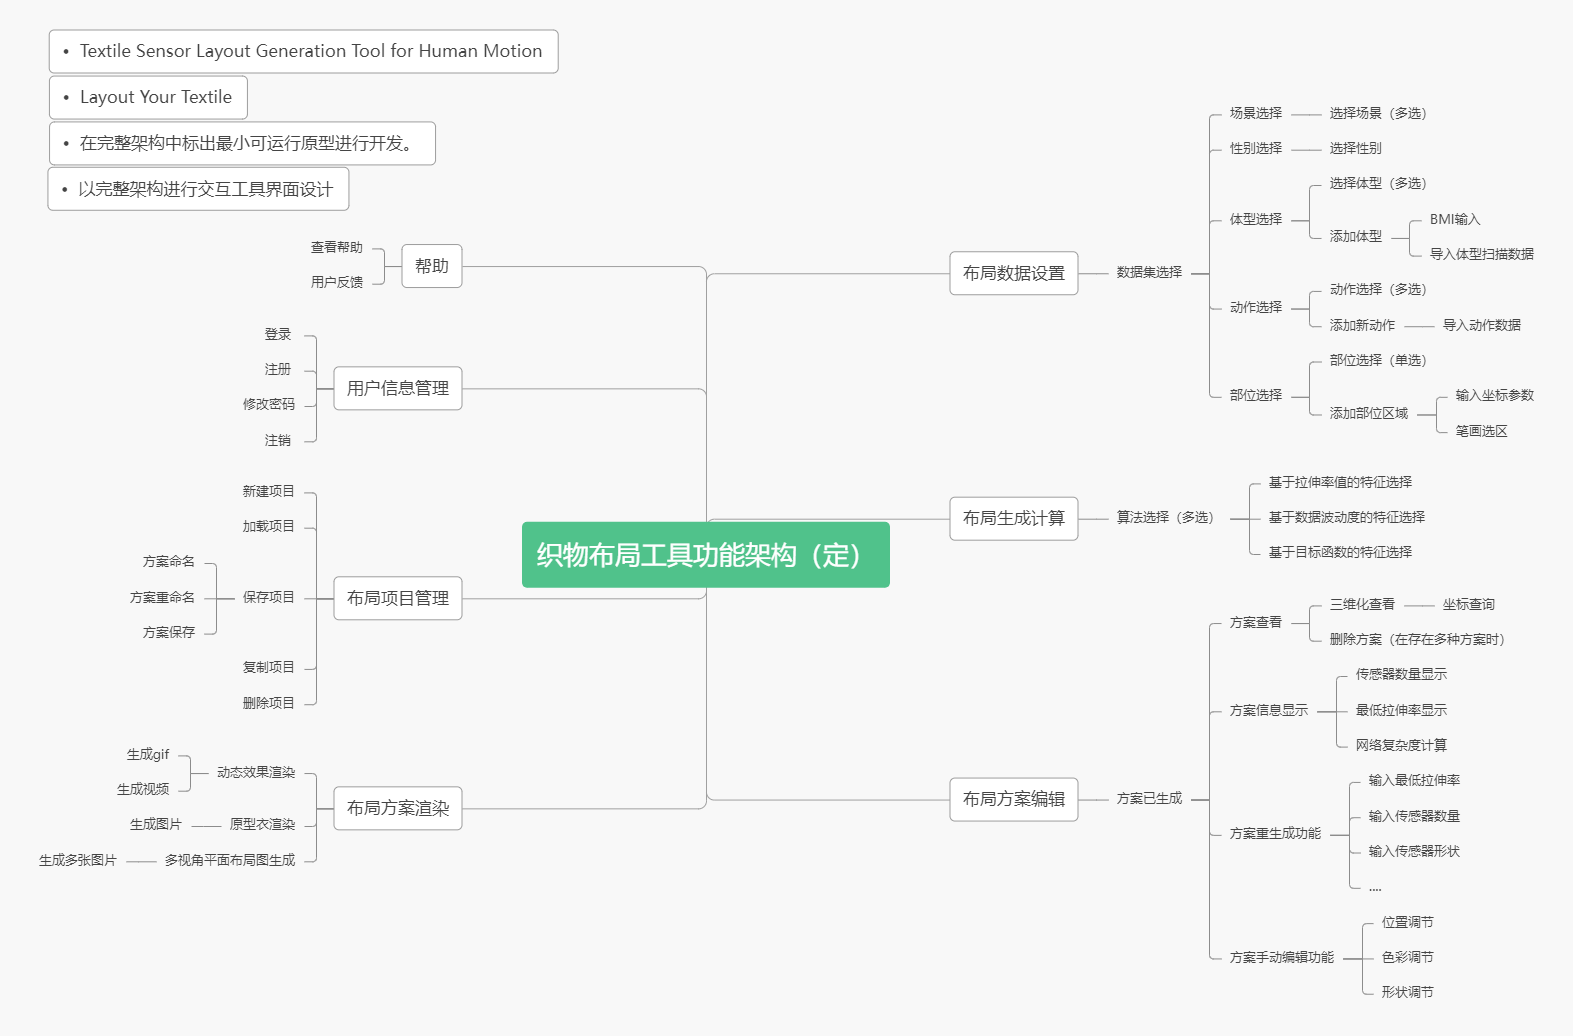 • Textile Sensor Layout Generation Tool for Human Motion
• Layout Your Textile
• 在完整架构中标出最小可运行原型进行开发。
• 以完整架构进行交互工具界面设计
织物布局工具功能架构（定）
帮助
查看帮助
用户反馈
用户信息管理
登录
注册
修改密码
注销
布局项目管理
新建项目
加载项目
保存项目
方案命名
方案重命名
方案保存
复制项目
删除项目
布局方案渲染
动态效果渲染
生成gif
生成视频
原型衣渲染
生成图片
多视角平面布局图生成
生成多张图片
布局数据设置
数据集选择
场景选择
选择场景（多选）
性别选择
选择性别
体型选择
选择体型（多选）
添加体型
BMI输入
导入体型扫描数据
动作选择
动作选择（多选）
添加新动作
导入动作数据
部位选择
部位选择（单选）
添加部位区域
输入坐标参数
笔画选区
布局生成计算
算法选择（多选）
基于拉伸率值的特征选择
基于数据波动度的特征选择
基于目标函数的特征选择
布局方案编辑
方案已生成
方案查看
三维化查看
坐标查询
删除方案（在存在多种方案时）
方案信息显示
传感器数量显示
最低拉伸率显示
网络复杂度计算
方案重生成功能
输入最低拉伸率
输入传感器数量
输入传感器形状
....
方案手动编辑功能
位置调节
色彩调节
形状调节